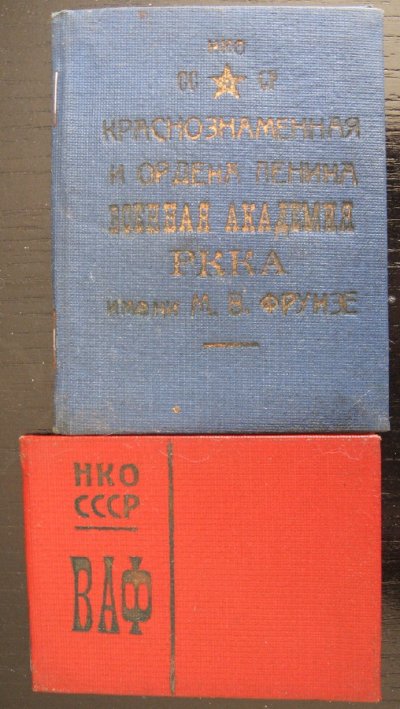 НКО
СС СР
КРАСНОЗНАМЕННАЯ
И ОРДЕНА ЛЕНИНА
ВОЕННАЯ АКАДЕМИЯ
РККА
ИМЕНИ М. В. ФРУНЗЕ
НКО
СССР
ВАФ